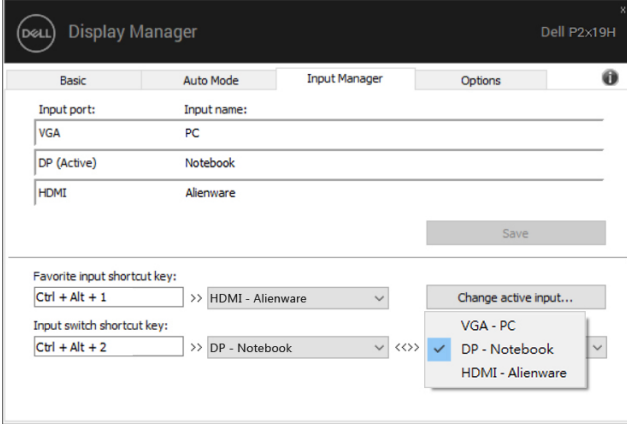 x
DELL Display Manager Dell P2x19H
Basic Auto Mode Input Manager Options i
Input port: Input name:
VGA PC
DP (Active) Notebook
HDMI Alienware
Save
Favorite input shortcut key:
Ctrl + Alt + 1 >> HDMI - Alienware Change active input...
Input switch shortcut key:
VGA - PC
Ctrl + Alt + 2 >> DP - Notebook <<>> DP - Notebook
HDMI - Alienware